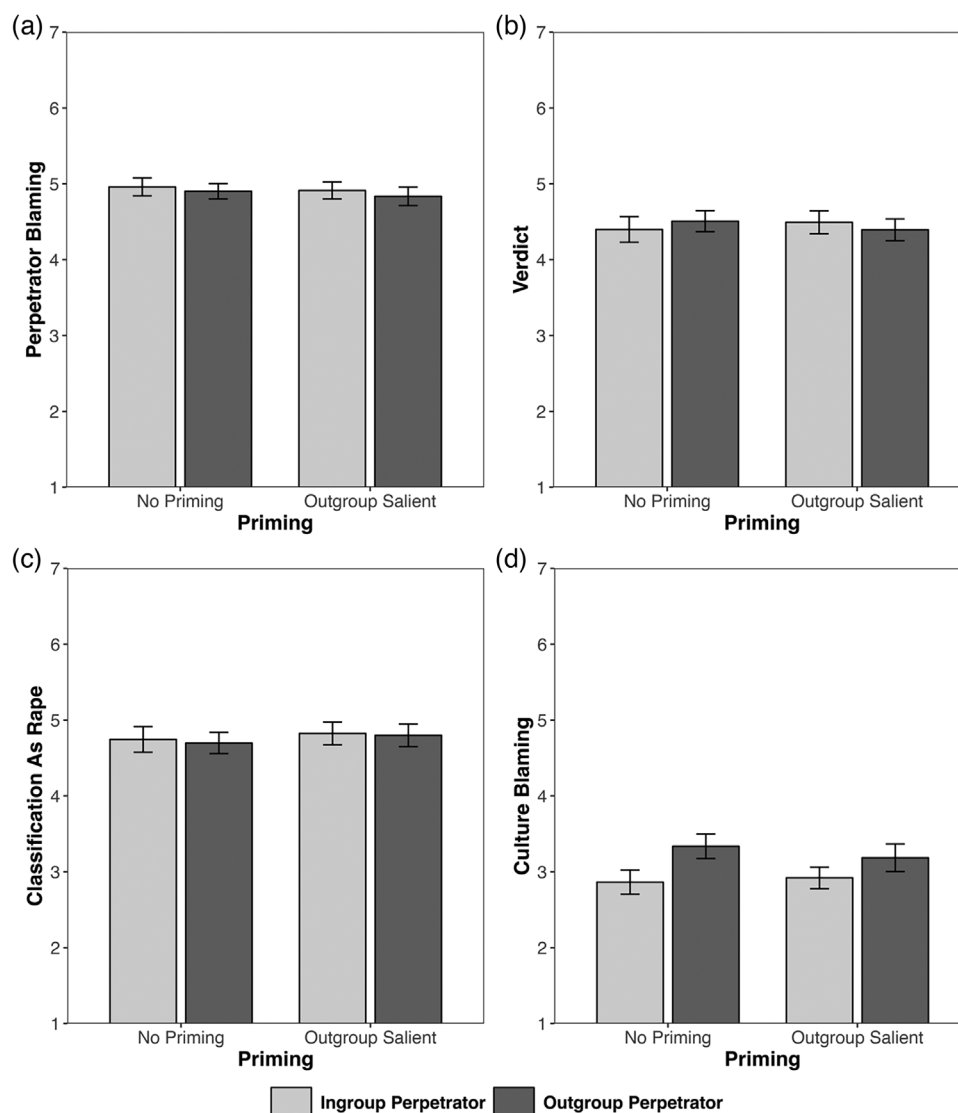 (a)
7
6
5
4
3
2
1
Perpetrator Blaming
No Priming
Outgroup Salient
Priming
(b)
7
6
5
4
3
2
1
Verdict
No Priming
Outgroup Salient
Priming
(c)
7
6
5
4
3
2
1
Classification As Rape
No Priming
Outgroup Salient
Priming
(d)
7
6
5
4
3
2
1
Culture Blaming
No Priming
Outgroup Salient
Priming
Ingroup Perpetrator
Outgroup Perpetrator